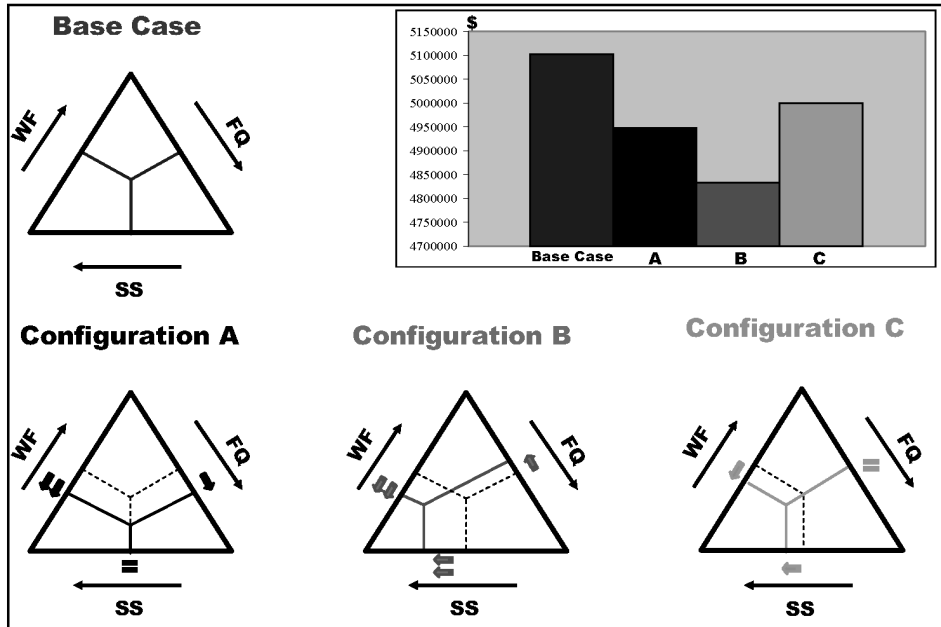 Base Case
WF
FQ
SS
$
5150000
5100000
5050000
5000000
4950000
4900000
4850000
4800000
4750000
4700000
Base Case A B C
Configuration A
WF
FQ
=
SS
Configuration B
WF
FQ
SS
Configuration C
WF
FQ
=
SS